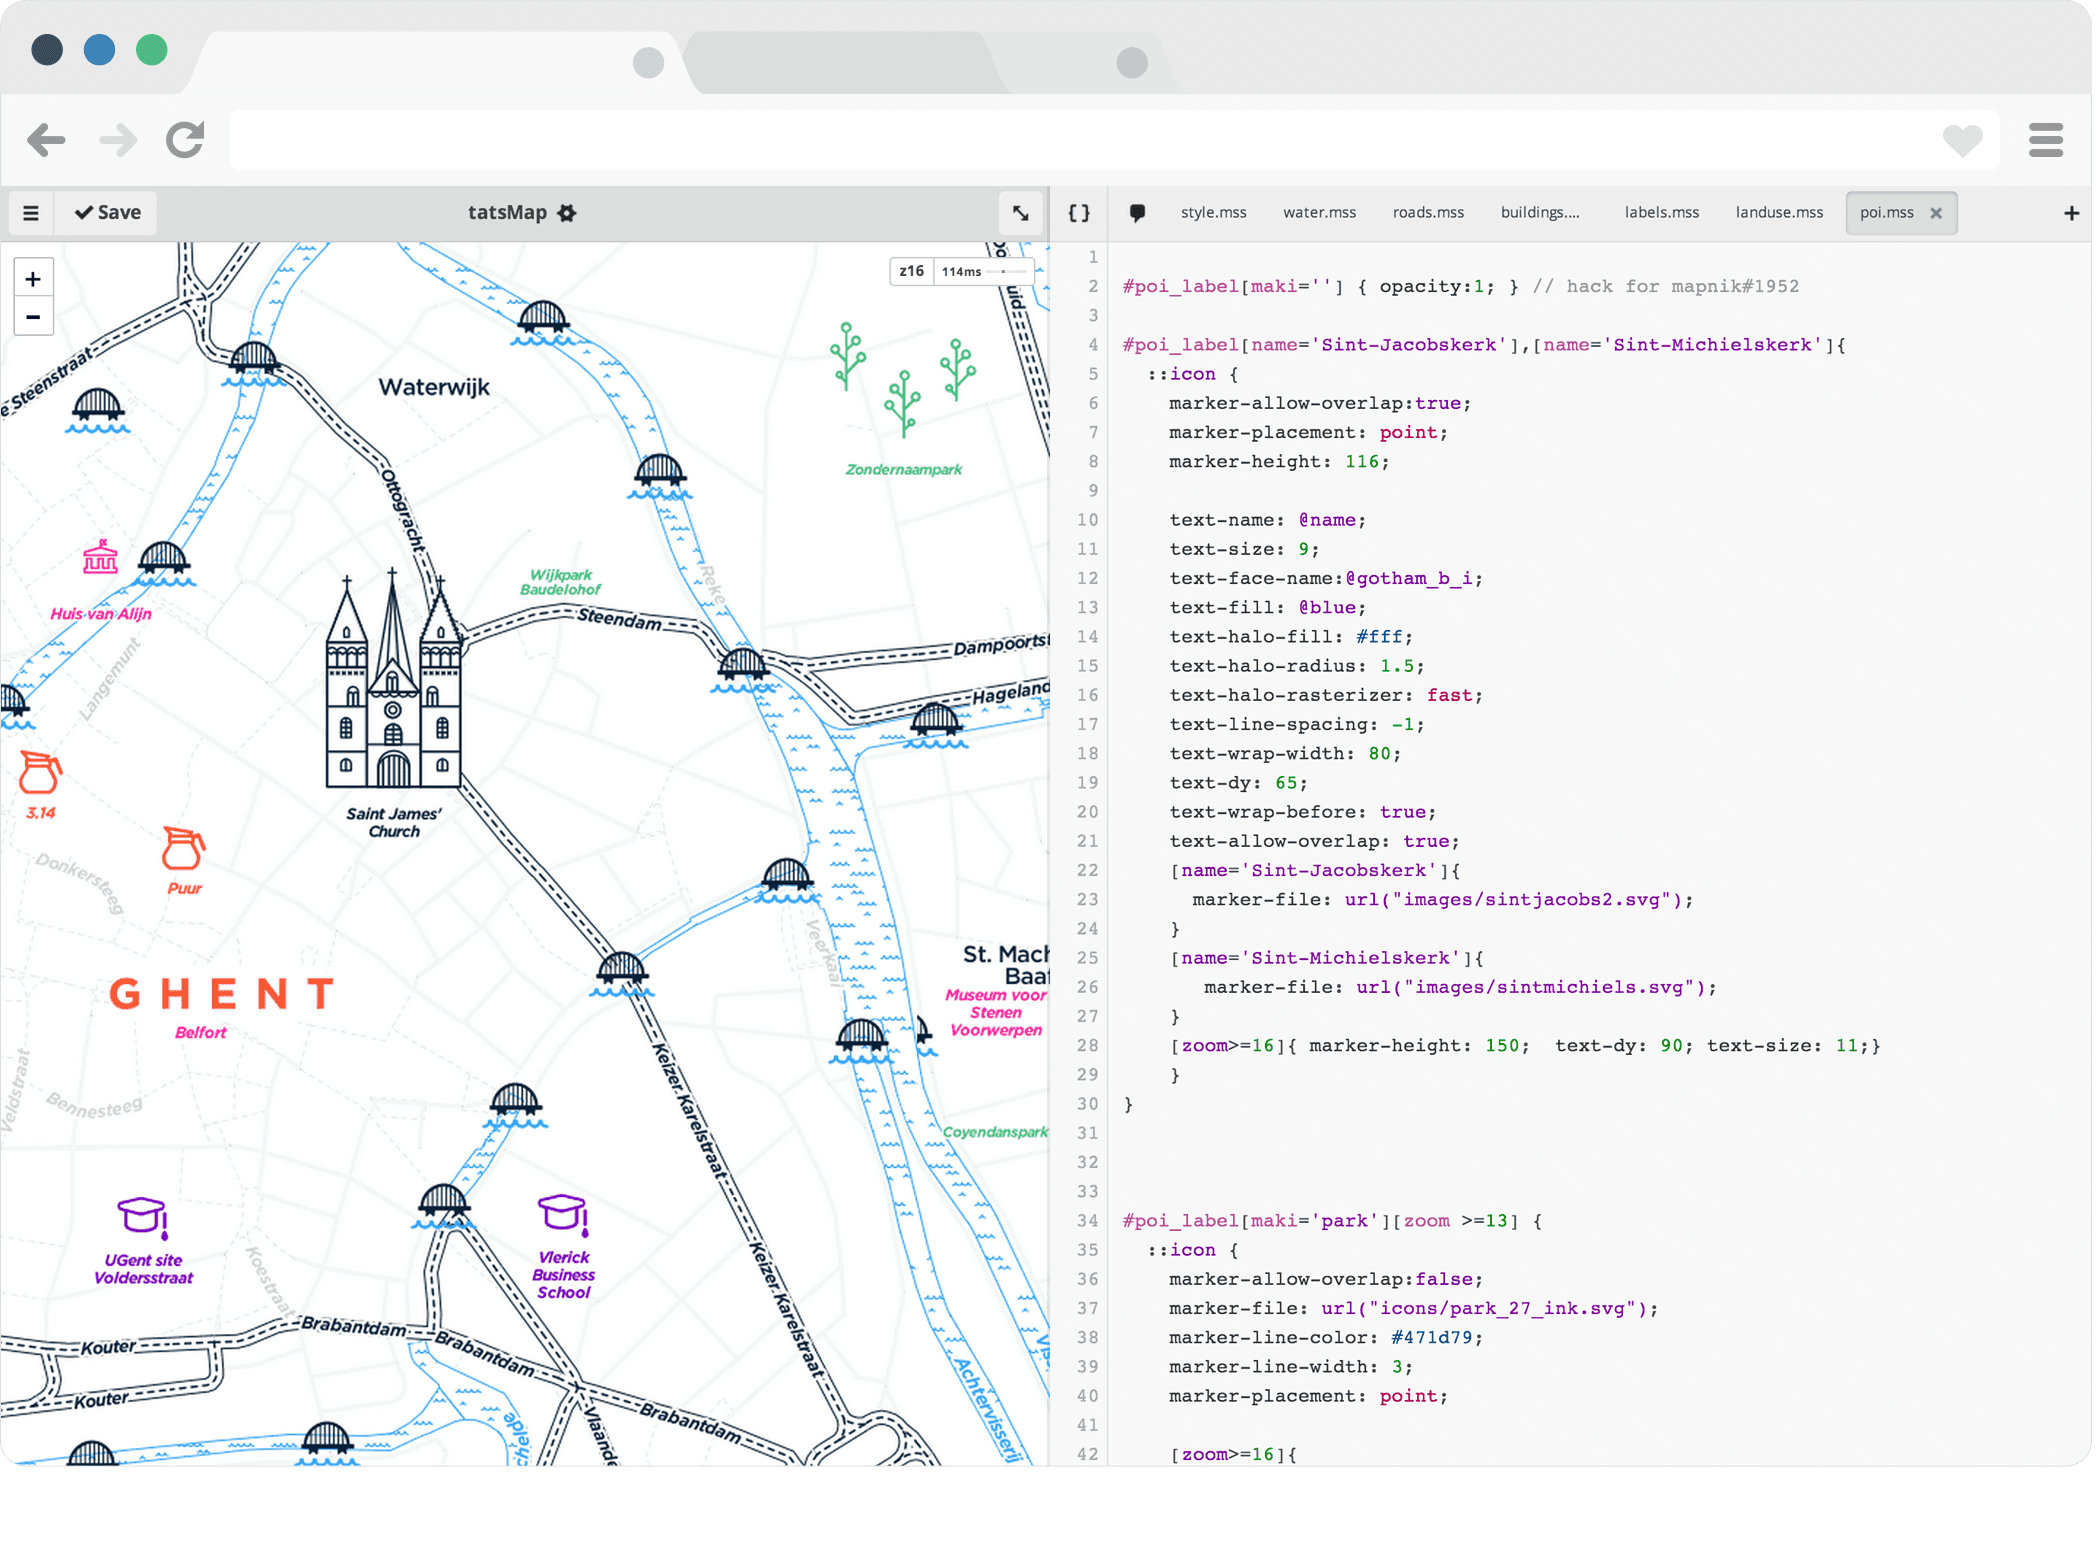 Save
tatsMap
style.mss
water.mss
roads.mss
buildings....
labels.mss
landuse.mss
poi.mss
z16
114ms
e Steenstraat
Waterwijk
Zondernaampark
Ottogracht
Huis van Alijn
Wijkpark
Baudelohof
Reke
Steendam
Dampoortst
Hageland
Langemunt
3.14
Saint James'
Church
Puur
Donkersteeg
GHENT
Belfort
Veerkaai
St. Mach
Baaf
Museum voor
Stenen
Voorwerpen
Keizer Karelstraat
Veldstraat
Bennesteeg
Coyendanspark
UGent site
Voldersstraat
Vlerick
Business
School
Koestraat
Keizer Karelstraat
Kouter
Brabantdam
Brabantdam
Kouter
Brabantdam
Vlaande
Achtervisserij
chelde
1
2 #poi_label[maki=''] { opacity:1; } // hack for mapnik#1952
3
4 #poi_label[name='Sint-Jacobskerk'],[name='Sint-Michielskerk']{
5 ::icon {
6 marker-allow-overlap:true;
7 marker-placement: point;
8 marker-height: 116;
9
10 text-name: @name;
11 text-size: 9;
12 text-face-name:@gotham_b_i;
13 text-fill: @blue;
14 text-halo-fill: #fff;
15 text-halo-radius: 1.5;
16 text-halo-rasterizer: fast;
17 text-line-spacing: -1;
18 text-wrap-width: 80;
19 text-dy: 65;
20 text-wrap-before: true;
21 text-allow-overlap: true;
22 [name='Sint-Jacobskerk']{
23 marker-file: url("images/sintjacobs2.svg");
24 }
25 [name='Sint-Michielskerk']{
26 marker-file: url("images/sintmichiels.svg");
27 }
28 [zoom>=16]{ marker-height: 150;  text-dy: 90; text-size: 11;}
29 }
30 }
31
32
33
34 #poi_label[maki='park'][zoom >=13] {
35 ::icon {
36 marker-allow-overlap:false;
37 marker-file: url("icons/park_27_ink.svg");
38 marker-line-color: #471d79;
39 marker-line-width: 3;
40 marker-placement: point;
41
42 [zoom>=16]{